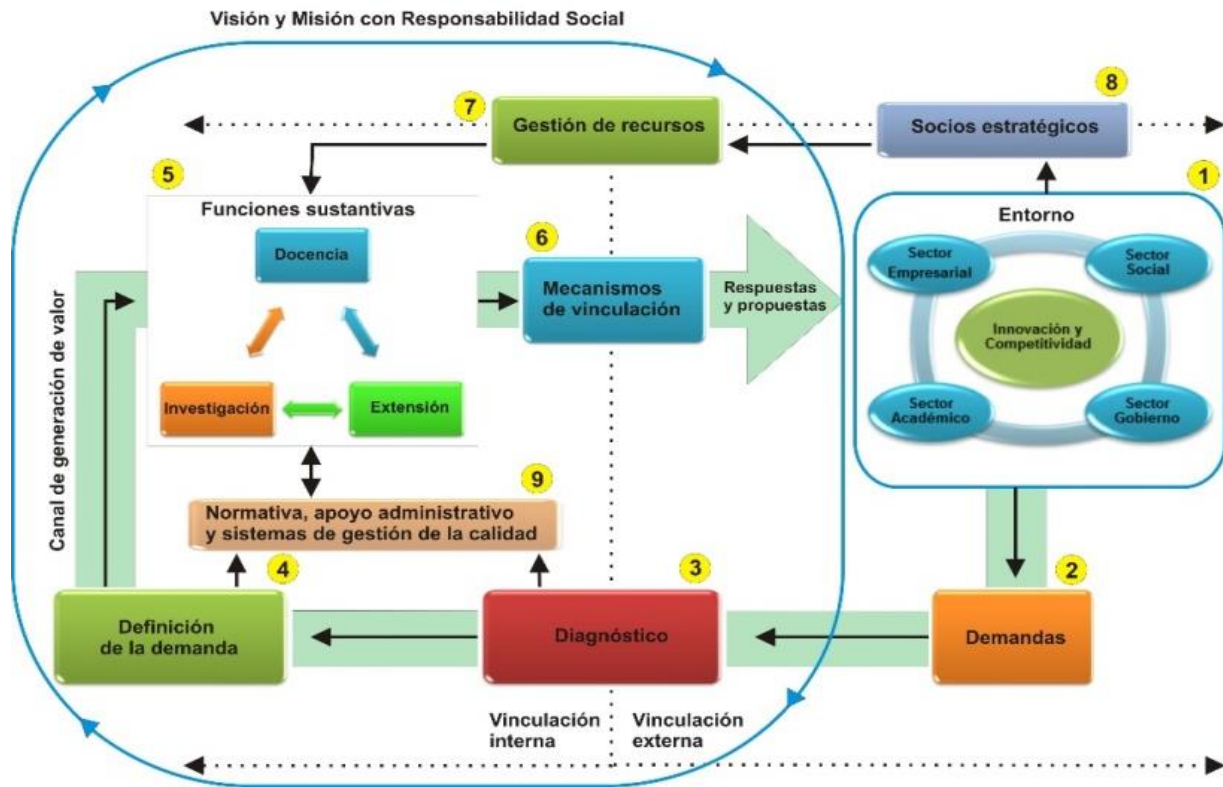 Visión y Misión con Responsabilidad Social
7
Gestión de recursos
8
Socios estratégicos
5
Funciones sustantivas
Docencia
Investigación
Extensión
6
Mecanismos
de vinculación
Respuestas
y propuestas
1
Entorno
Sector
Empresarial
Sector
Social
Innovación y
Competitividad
Sector
Académico
Sector
Gobierno
Canal de generación de valor
9
Normativa, apoyo administrativo
y sistemas de gestión de la calidad
4
Definición
de la demanda
3
Diagnóstico
2
Demandas
Vinculación
interna
Vinculación
externa